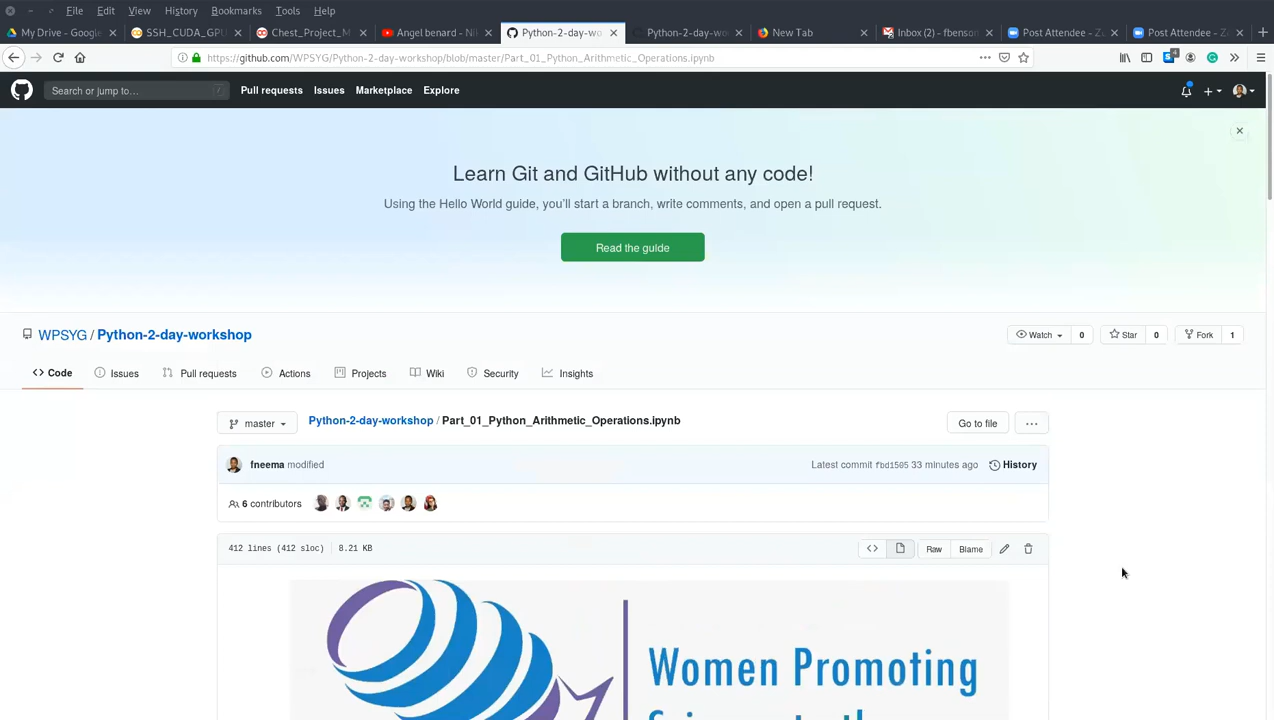 File Edit View History Bookmarks Tools Help
My Drive - Google SSH_CUDA_GPU Chest_Project_M Angel benard - Ni Python-2-day-wo Python-2-day-wo New Tab Inbox (2) - fbenson Post Attendee - Zo Post Attendee - Zo
https://github.com/WPSYG/Python-2-day-workshop/blob/master/Part_01_Python_Arithmetic_Operations.ipynb
4
Search or jump to… / Pull requests Issues Marketplace Explore
Learn Git and GitHub without any code!
Using the Hello World guide, you’ll start a branch, write comments, and open a pull request.
Read the guide
WPSYG / Python-2-day-workshop Watch 0 Star 0 Fork 1
Code Issues Pull requests Actions Projects Wiki Security Insights
master Python-2-day-workshop / Part_01_Python_Arithmetic_Operations.ipynb Go to file
fneema modified Latest commit fbd1505 33 minutes ago History
6 contributors
412 lines (412 sloc) 8.21 KB Raw Blame
Women Promoting